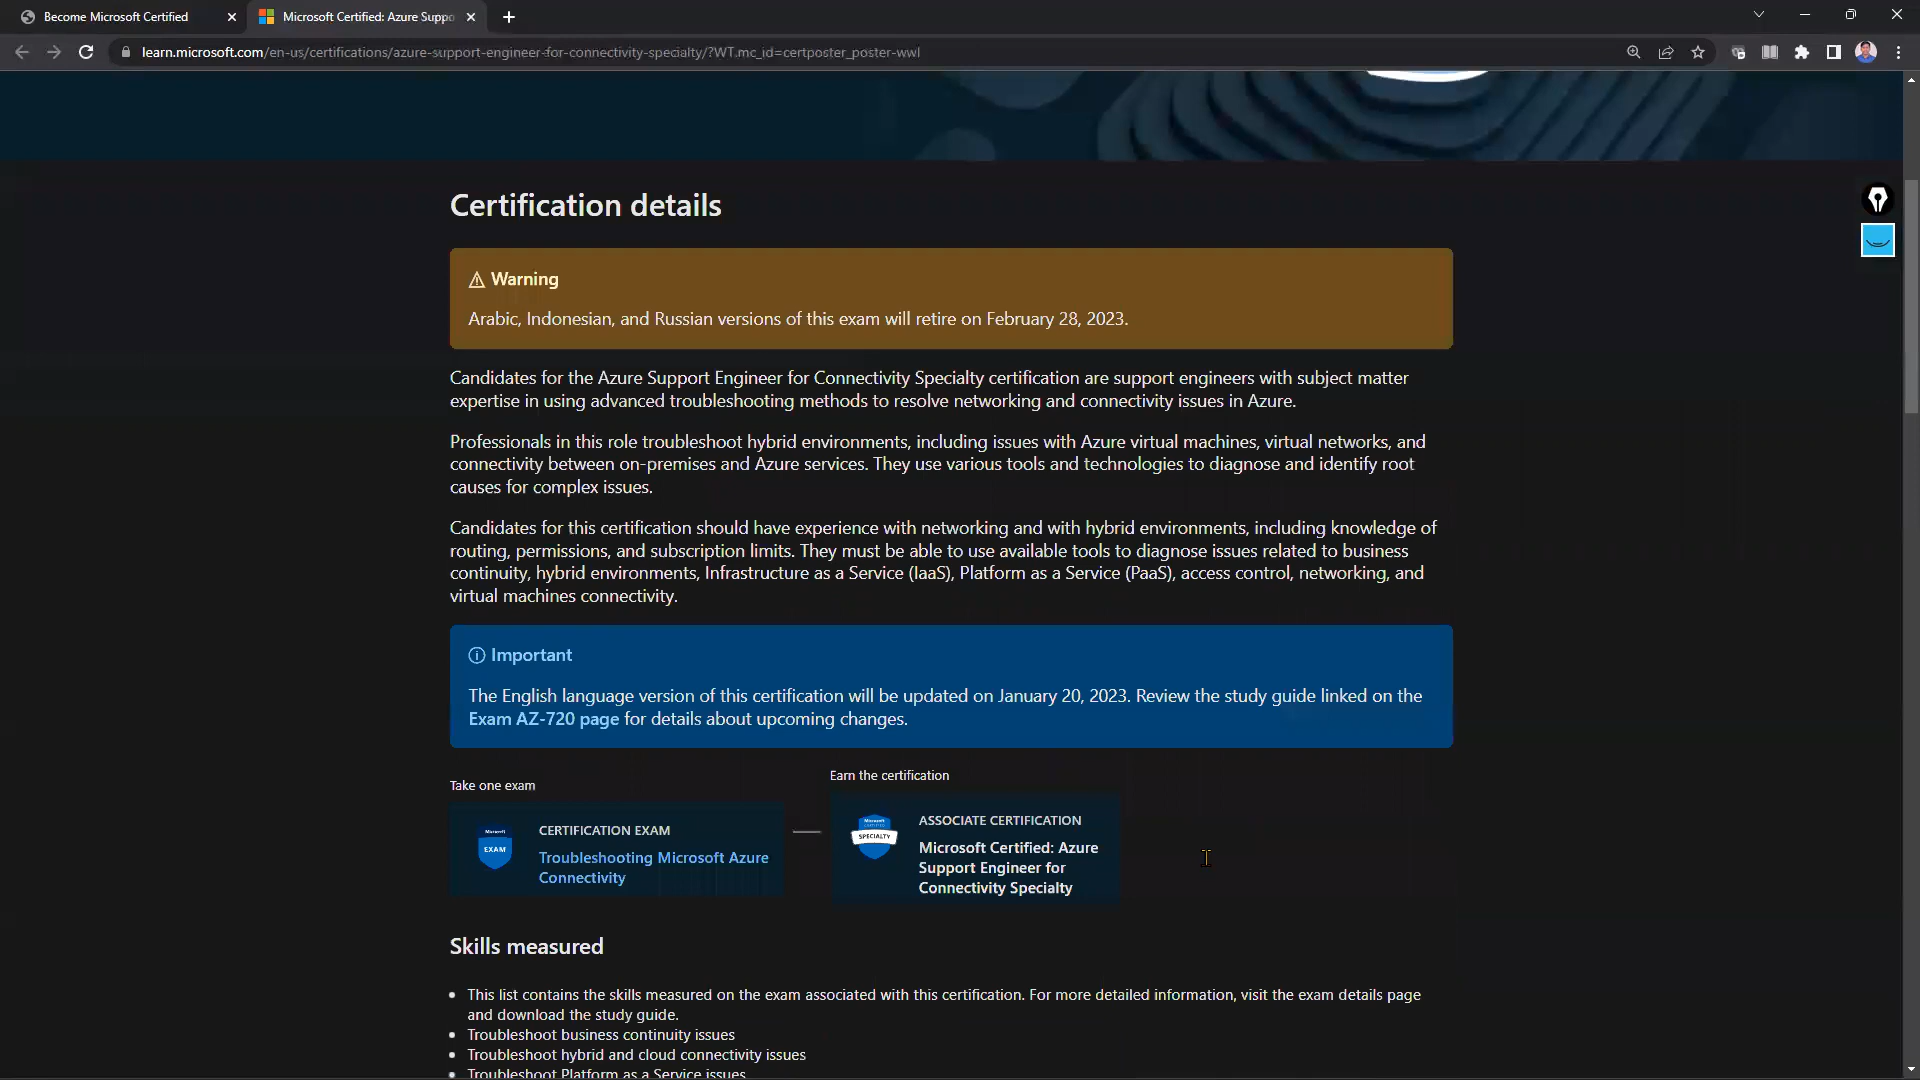 Become Microsoft Certified
Microsoft Certified: Azure Suppo
learn.microsoft.com/en-us/certifications/azure-support-engineer-for-connectivity-specialty/?WT.mc_id=certposter_poster-wwl
Certification details
Warning
Arabic, Indonesian, and Russian versions of this exam will retire on February 28, 2023.
Candidates for the Azure Support Engineer for Connectivity Specialty certification are support engineers with subject matter
expertise in using advanced troubleshooting methods to resolve networking and connectivity issues in Azure.
Professionals in this role troubleshoot hybrid environments, including issues with Azure virtual machines, virtual networks, and
connectivity between on-premises and Azure services. They use various tools and technologies to diagnose and identify root
causes for complex issues.
Candidates for this certification should have experience with networking and with hybrid environments, including knowledge of
routing, permissions, and subscription limits. They must be able to use available tools to diagnose issues related to business
continuity, hybrid environments, Infrastructure as a Service (IaaS), Platform as a Service (PaaS), access control, networking, and
virtual machines connectivity.
Important
The English language version of this certification will be updated on January 20, 2023. Review the study guide linked on the
Exam AZ-720 page for details about upcoming changes.
Take one exam
Microsoft
EXAM
CERTIFICATION EXAM
Troubleshooting Microsoft Azure
Connectivity
Earn the certification
Microsoft
CERTIFIED
SPECIALTY
ASSOCIATE CERTIFICATION
Microsoft Certified: Azure
Support Engineer for
Connectivity Specialty
Skills measured
This list contains the skills measured on the exam associated with this certification. For more detailed information, visit the exam details page
and download the study guide.
Troubleshoot business continuity issues
Troubleshoot hybrid and cloud connectivity issues
Troubleshoot Platform as a Service issues